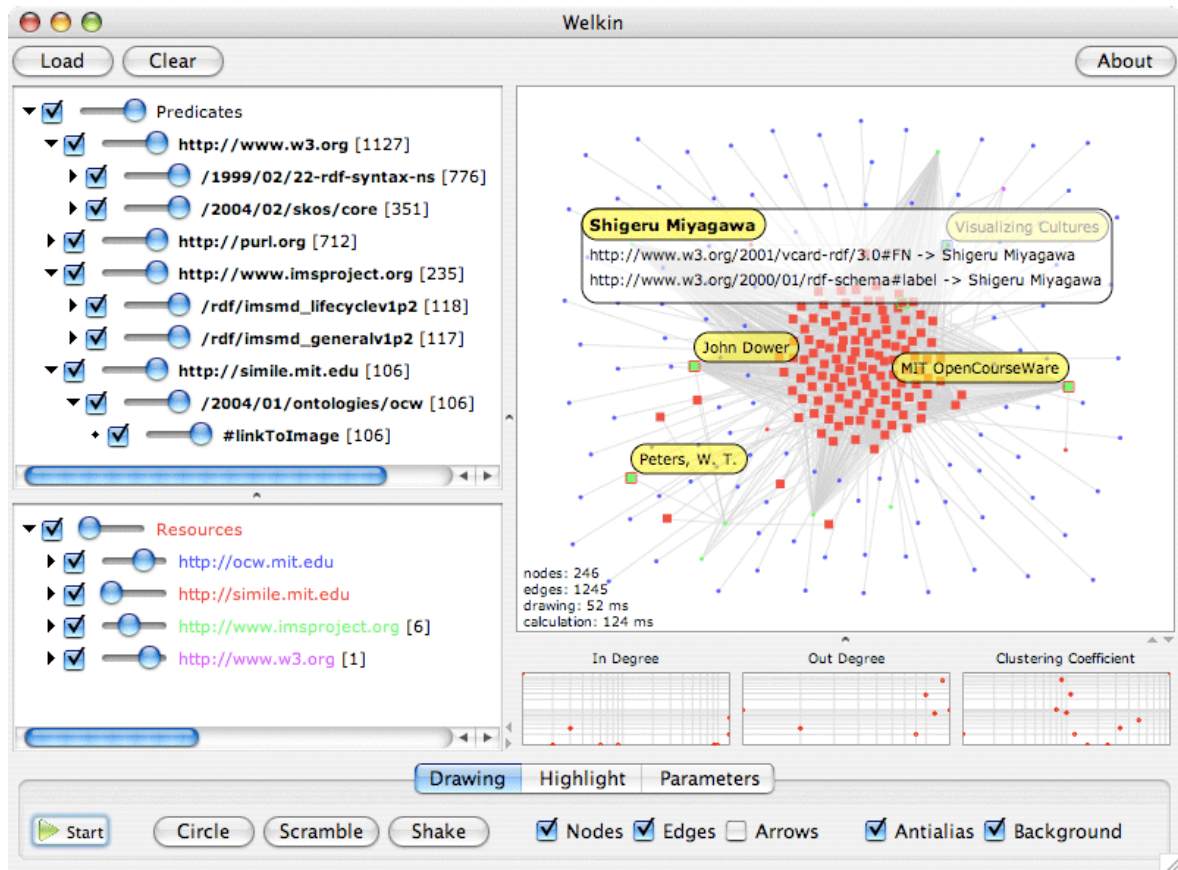 Welkin
Load Clear About
Predicates
http://www.w3.org [1127]
/1999/02/22-rdf-syntax-ns [776]
/2004/02/skos/core [351]
http://purl.org [712]
http://www.imsproject.org [235]
/rdf/imsmd_lifecyclev1p2 [118]
/rdf/imsmd_generalv1p2 [117]
http://simile.mit.edu [106]
/2004/01/ontologies/ocw [106]
#linkToImage [106]
Resources
http://ocw.mit.edu
http://simile.mit.edu
http://www.imsproject.org [6]
http://www.w3.org [1]
Shigeru Miyagawa Visualizing Cultures
http://www.w3.org/2001/vcard-rdf/3.0#FN -> Shigeru Miyagawa
http://www.w3.org/2000/01/rdf-schema#label -> Shigeru Miyagawa
John Dower
MIT OpenCourseWare
Peters, W. T.
nodes: 246
edges: 1245
drawing: 52 ms
calculation: 124 ms
In Degree Out Degree Clustering Coefficient
Drawing Highlight Parameters
Start Circle Scramble Shake Nodes Edges Arrows Antialias Background